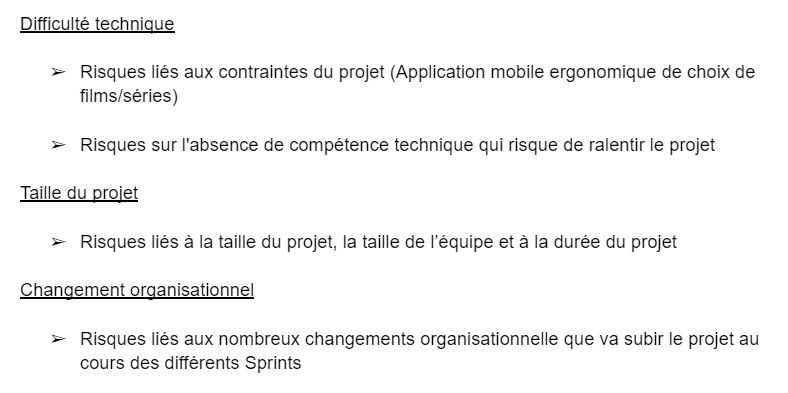 Difficulté technique
➢ Risques liés aux contraintes du projet (Application mobile ergonomique de choix de
films/séries)
➢ Risques sur l'absence de compétence technique qui risque de ralentir le projet
Taille du projet
➢ Risques liés à la taille du projet, la taille de l’équipe et à la durée du projet
Changement organisationnel
➢ Risques liés aux nombreux changements organisationnelle que va subir le projet au
cours des différents Sprints